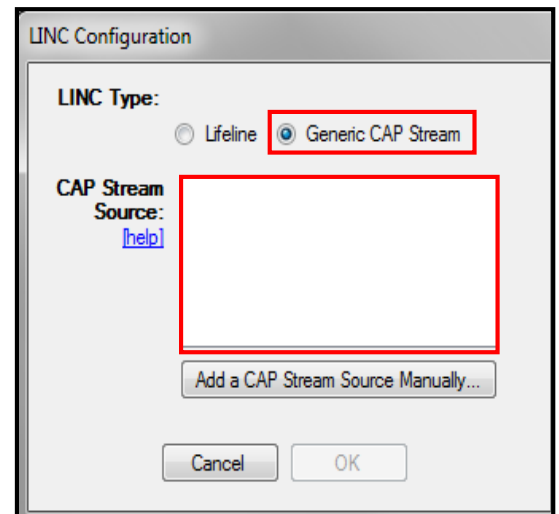 LINC Configuration
LINC Type:
Lifeline Generic CAP Stream
CAP Stream
Source:
[help]
Add a CAP Stream Source Manually...
Cancel OK